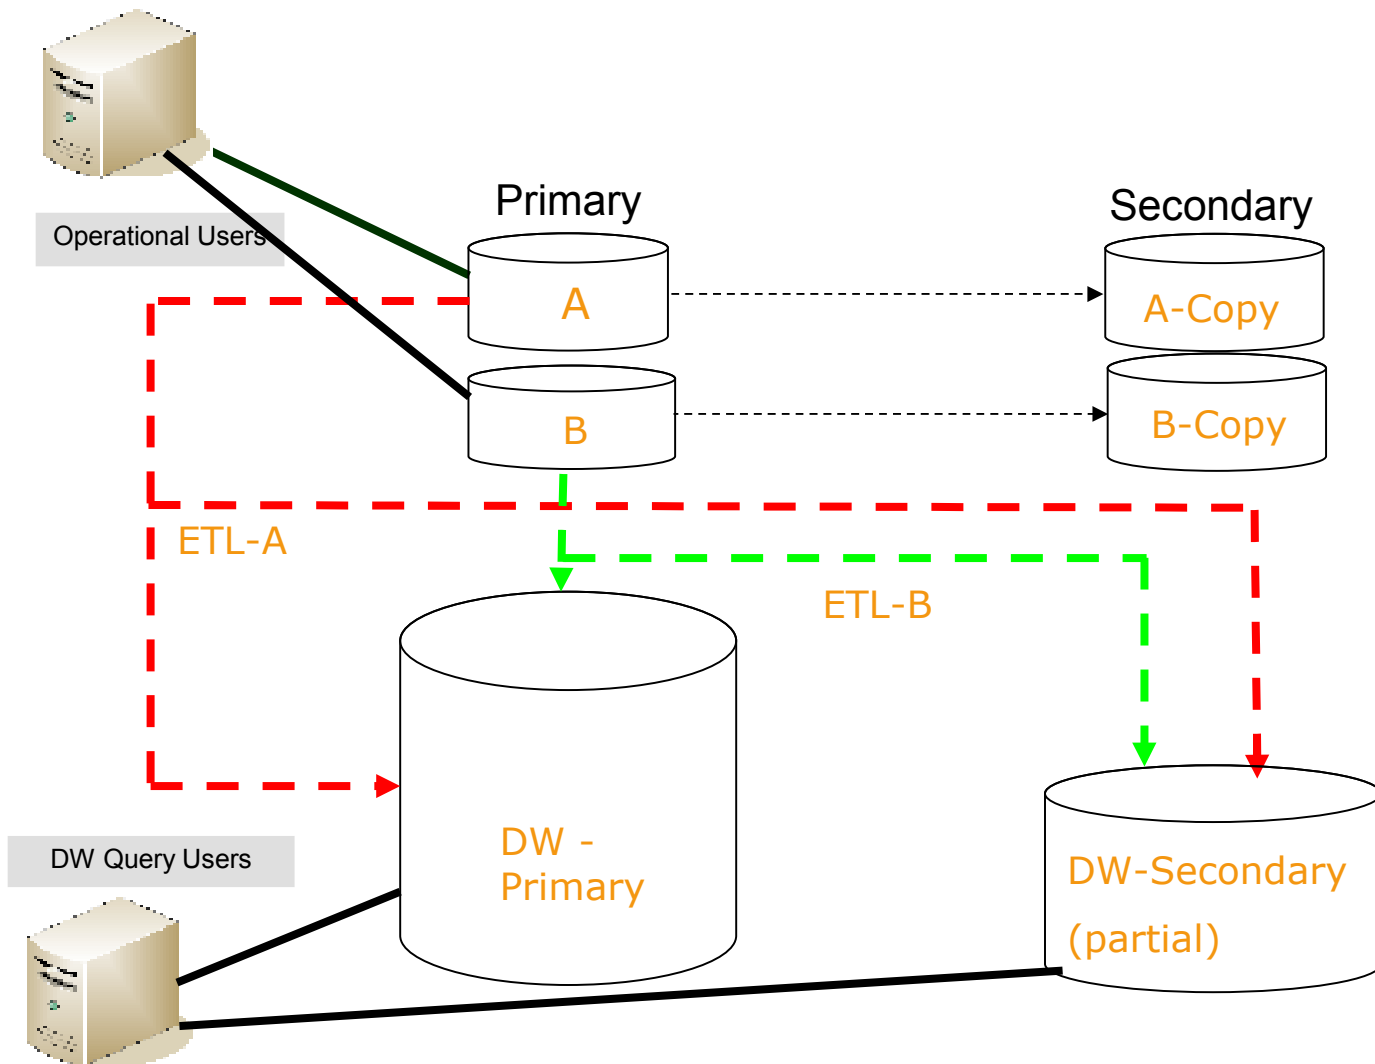 Primary
Secondary
Operational Users
A
A-Copy
B
B-Copy
ETL-A
ETL-B
DW -
Primary
DW Query Users
DW-Secondary
(partial)